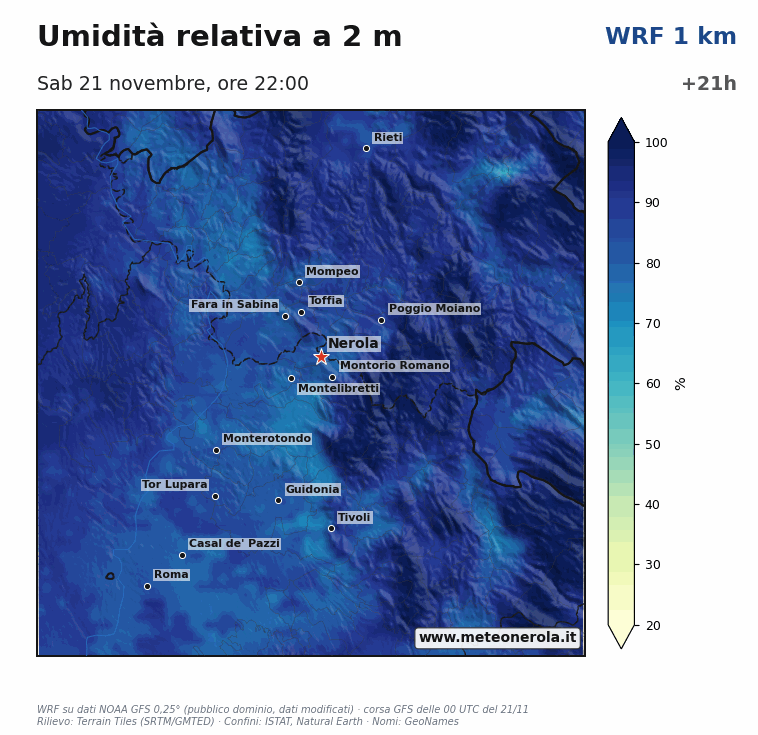 Umidità relativa a 2 m
WRF 1 km
Sab 21 novembre, ore 22:00
+21h
Rieti
Mompeo
Toffia
Fara in Sabina
Poggio Moiano
Nerola
Montorio Romano
Montelibretti
Monterotondo
Tor Lupara
Guidonia
Tivoli
Casal de' Pazzi
Roma
www.meteonerola.it
100
90
80
70
60
50
40
30
20
%
WRF su dati NOAA GFS 0,25° (pubblico dominio, dati modificati) · corsa GFS delle 00 UTC del 21/11
Rilievo: Terrain Tiles (SRTM/GMTED) · Confini: ISTAT, Natural Earth · Nomi: GeoNames